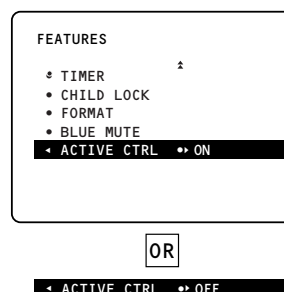 FEATURES
TIMER
• CHILD LOCK
• FORMAT
• BLUE MUTE
ACTIVE CTRL ON
OR
ACTIVE CTRL OFF